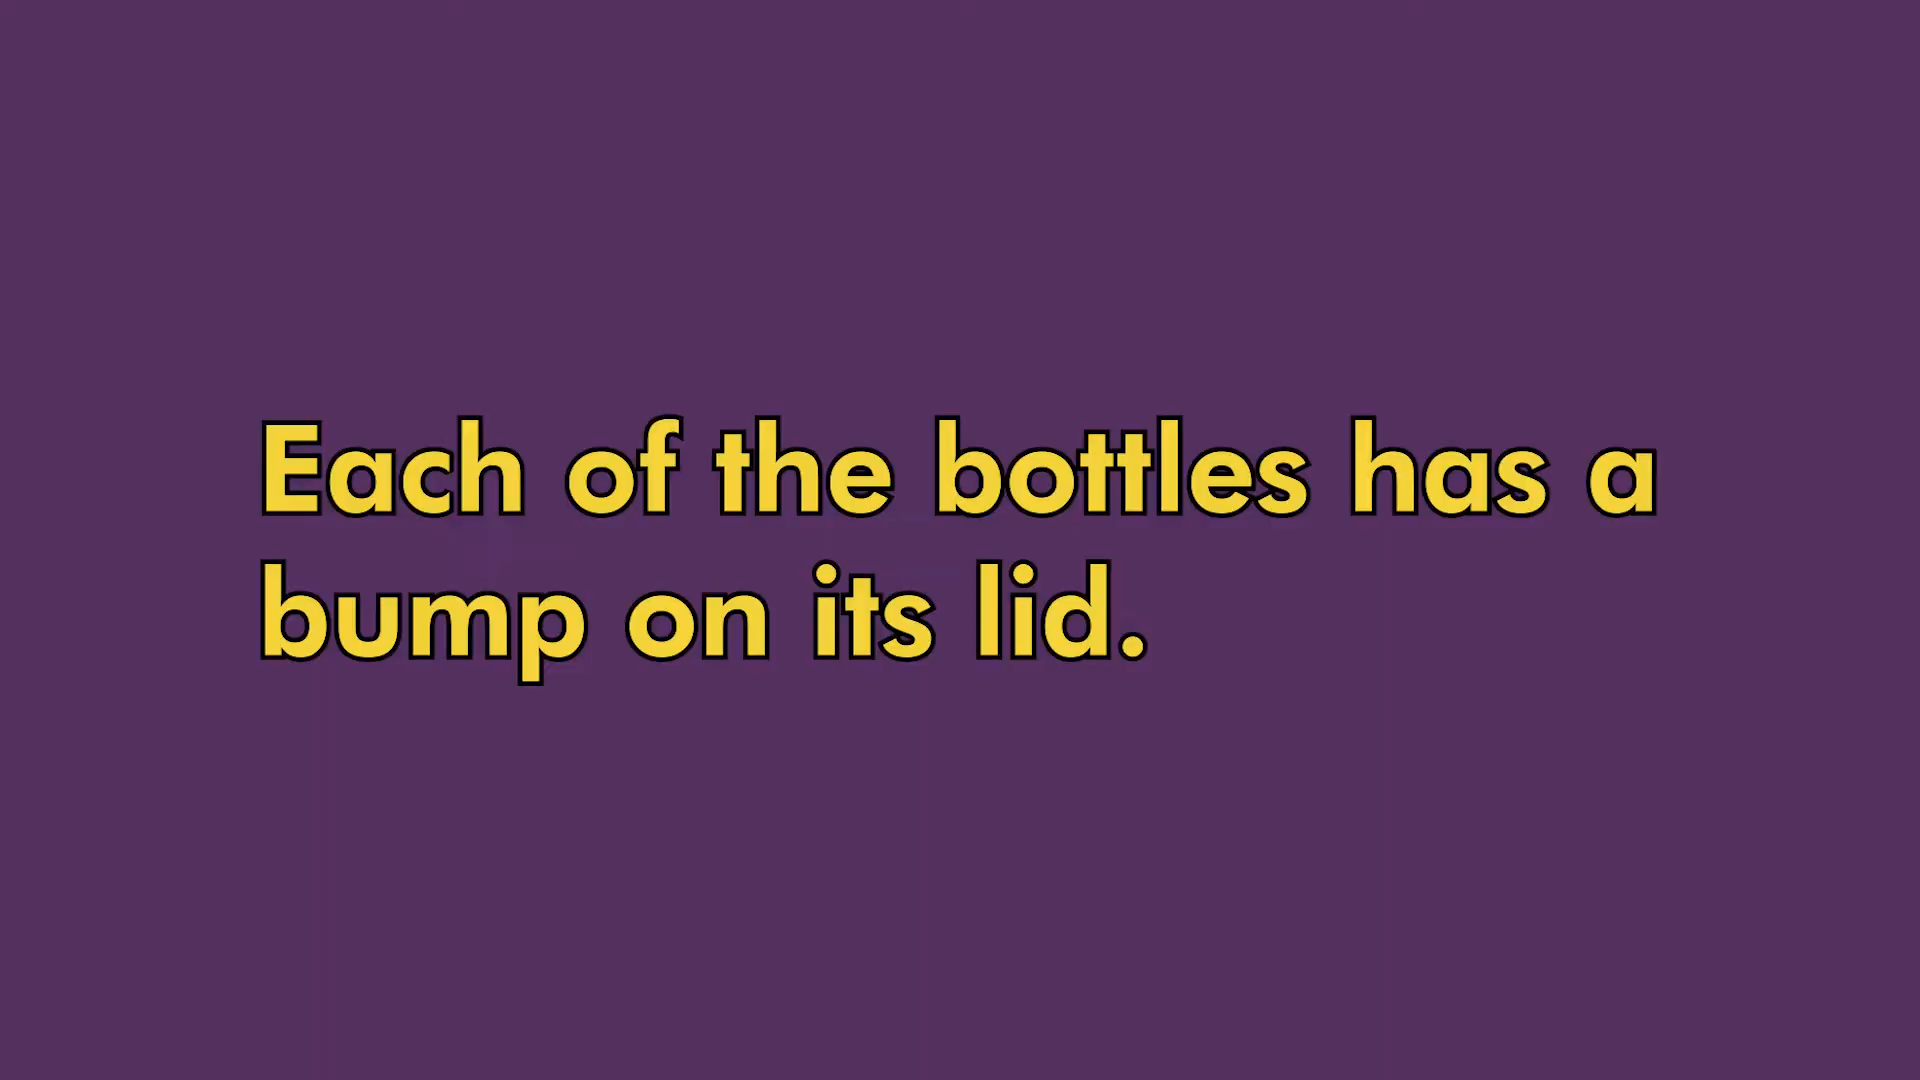 Each of the bottles has a
bump on its lid.